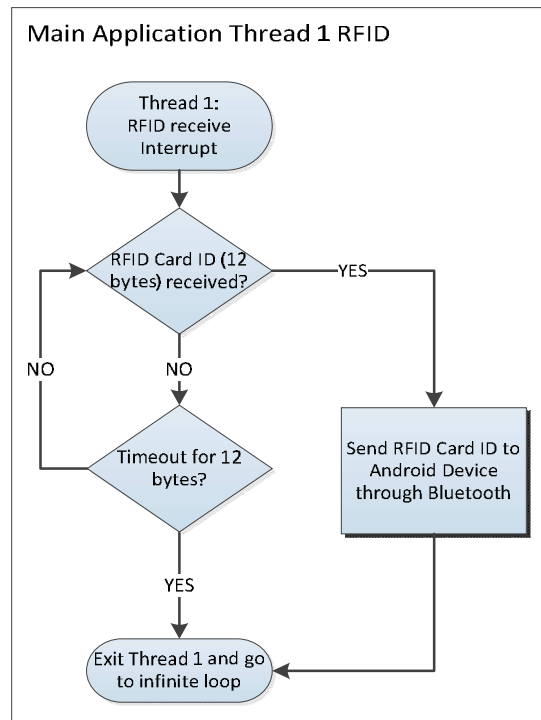 Main Application Thread 1 RFID
Thread 1:
RFID receive
Interrupt
RFID Card ID (12
bytes) received?
YES
NO
NO
Timeout for 12
bytes?
Send RFID Card ID to
Android Device
through Bluetooth
YES
Exit Thread 1 and go
to infinite loop